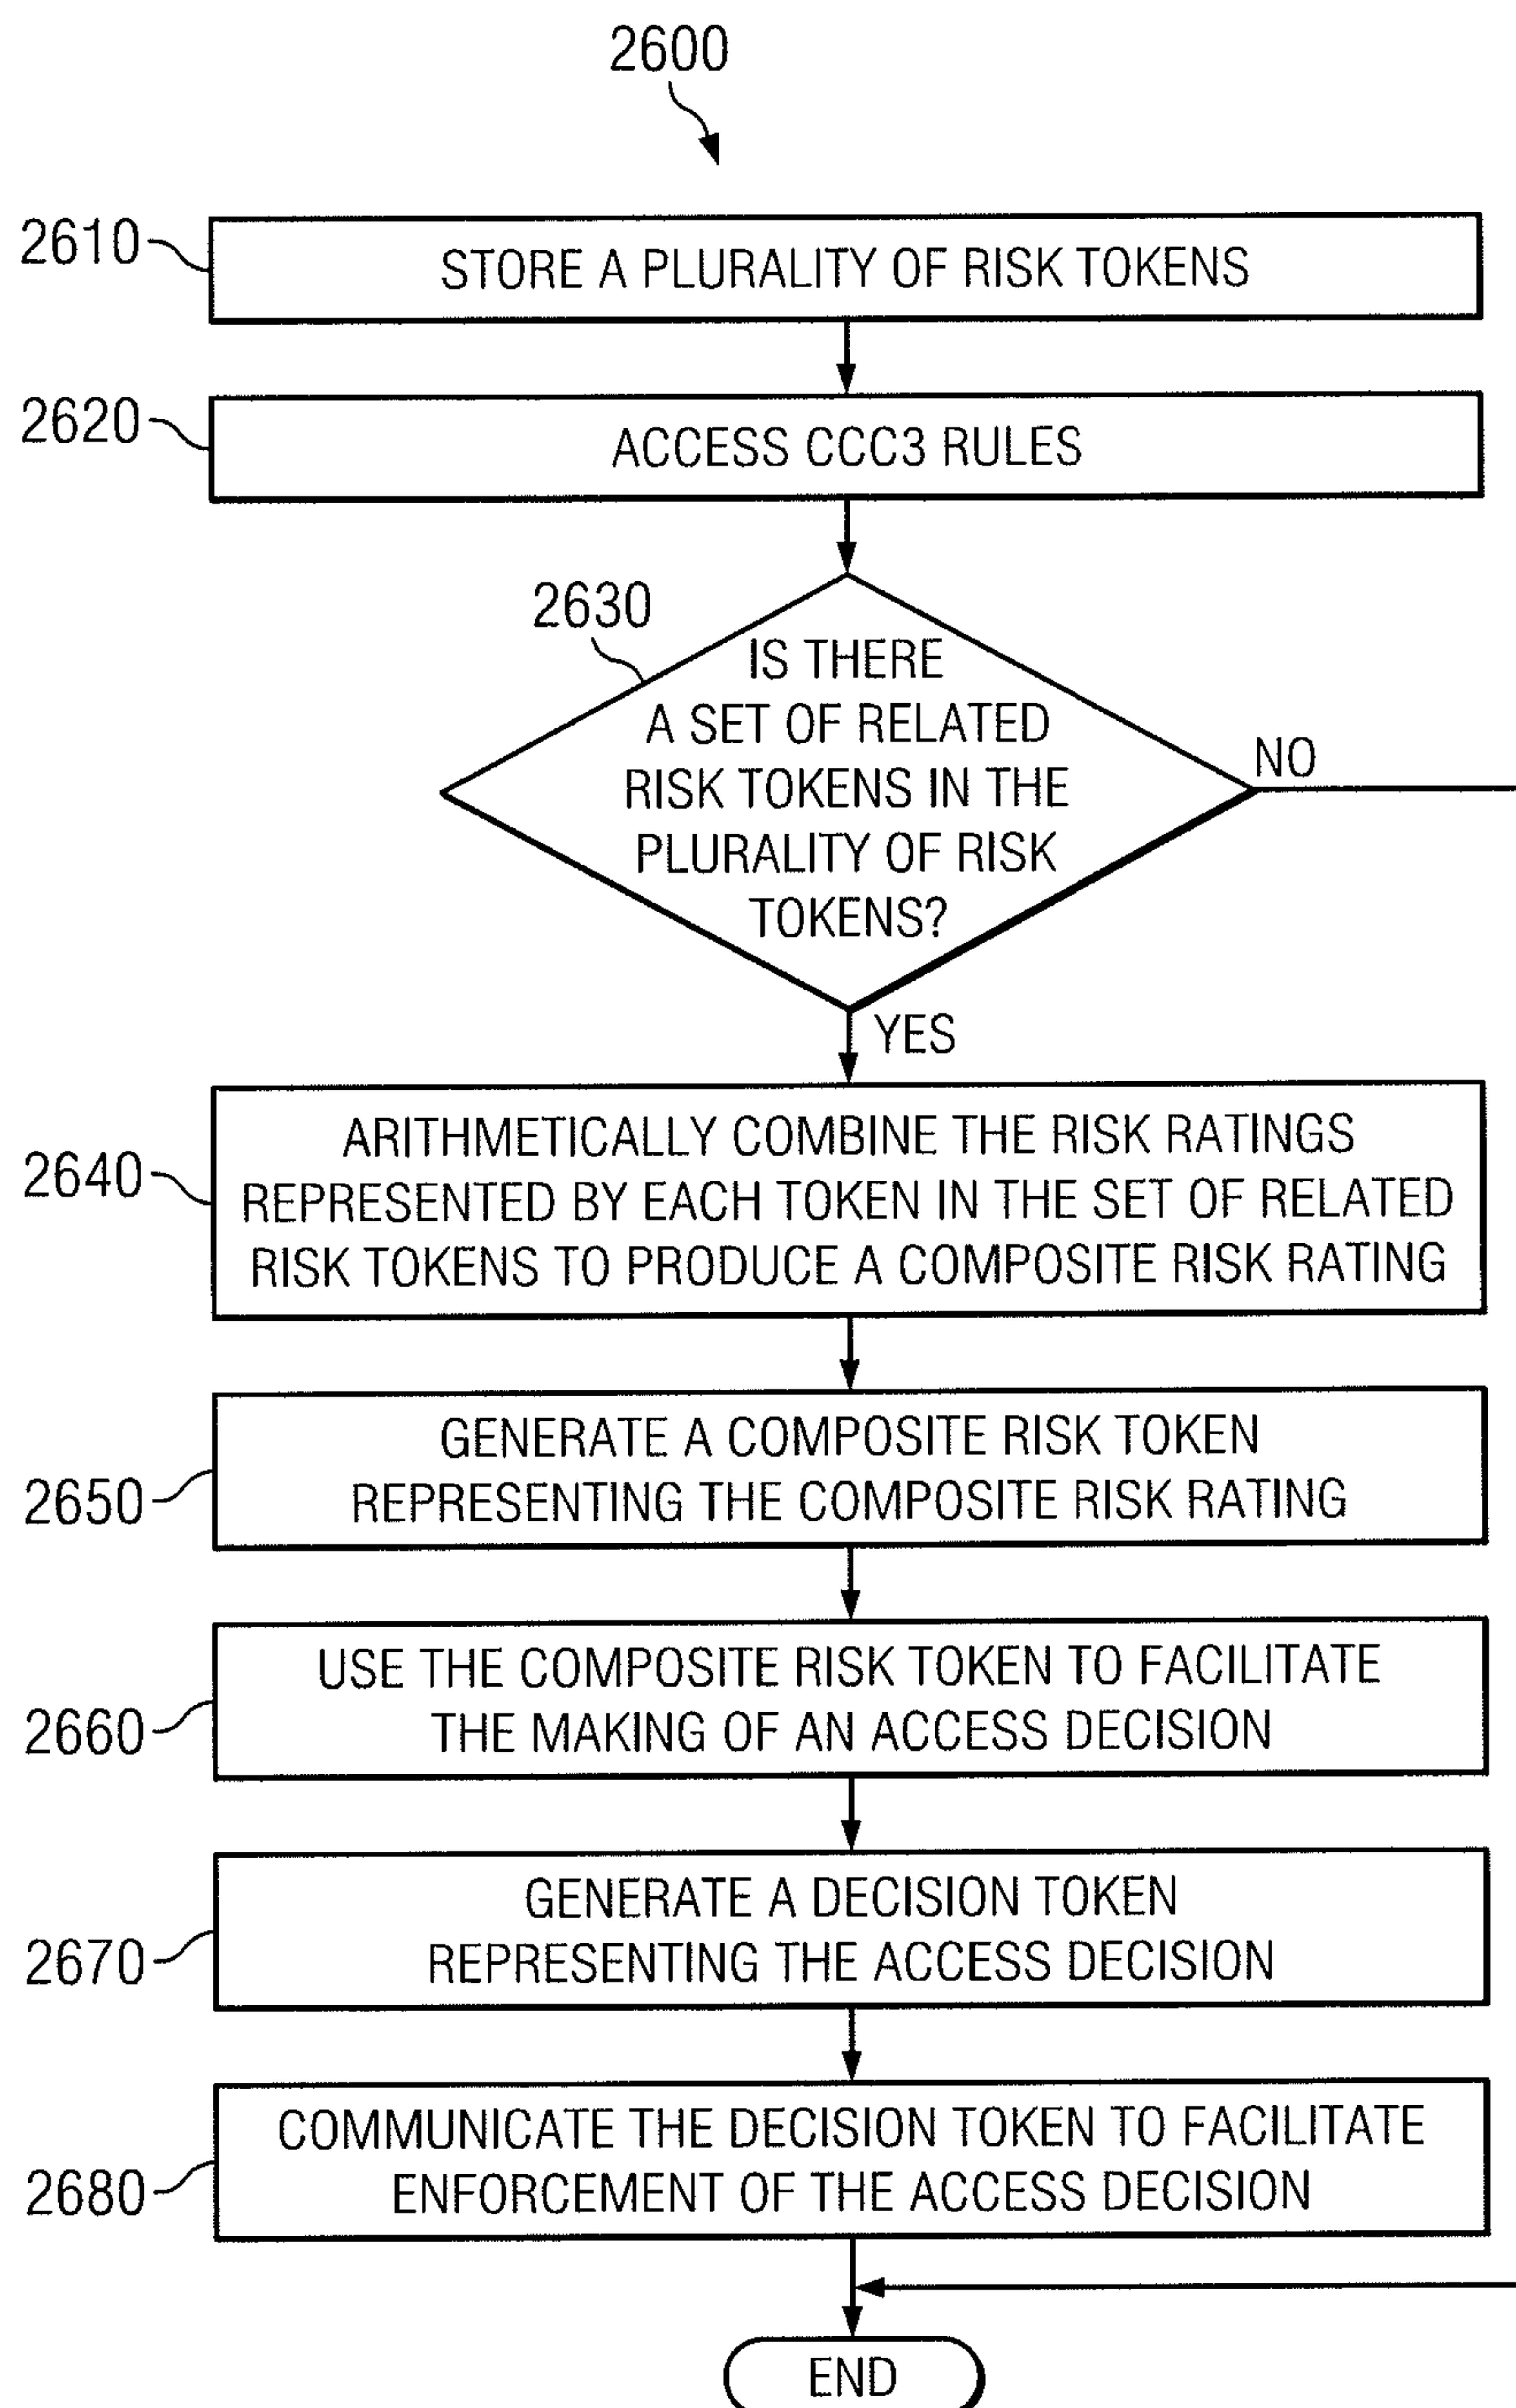 2600
2610
STORE A PLURALITY OF RISK TOKENS
2620
ACCESS CCC3 RULES
2630
IS THERE
A SET OF RELATED
RISK TOKENS IN THE
PLURALITY OF RISK
TOKENS?
NO
YES
2640
ARITHMETICALLY COMBINE THE RISK RATINGS
REPRESENTED BY EACH TOKEN IN THE SET OF RELATED
RISK TOKENS TO PRODUCE A COMPOSITE RISK RATING
2650
GENERATE A COMPOSITE RISK TOKEN
REPRESENTING THE COMPOSITE RISK RATING
2660
USE THE COMPOSITE RISK TOKEN TO FACILITATE
THE MAKING OF AN ACCESS DECISION
2670
GENERATE A DECISION TOKEN
REPRESENTING THE ACCESS DECISION
2680
COMMUNICATE THE DECISION TOKEN TO FACILITATE
ENFORCEMENT OF THE ACCESS DECISION
END